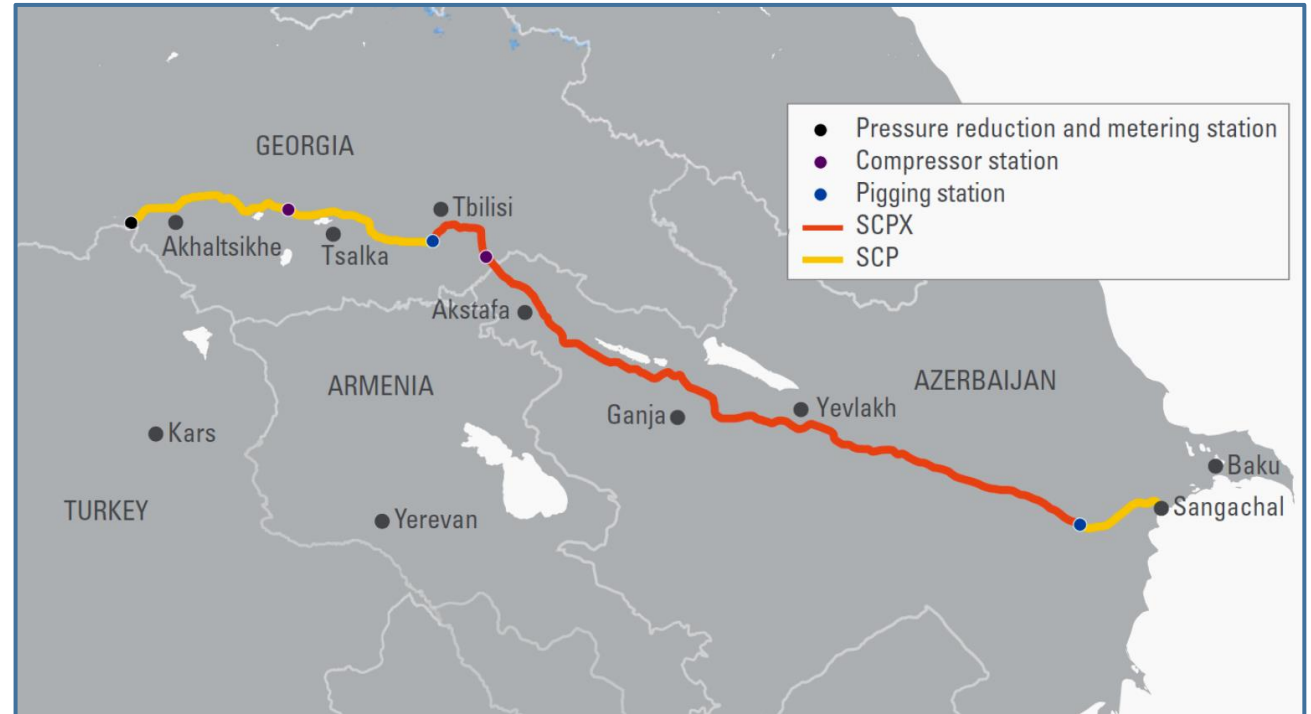 Pressure reduction and metering station
Compressor station
Pigging station
SCPX
SCP
GEORGIA
Tbilisi
Akhaltsikhe
Tsalka
Akstafa
ARMENIA
AZERBAIJAN
Ganja
Yevlakh
Kars
Baku
TURKEY
Yerevan
Sangachal